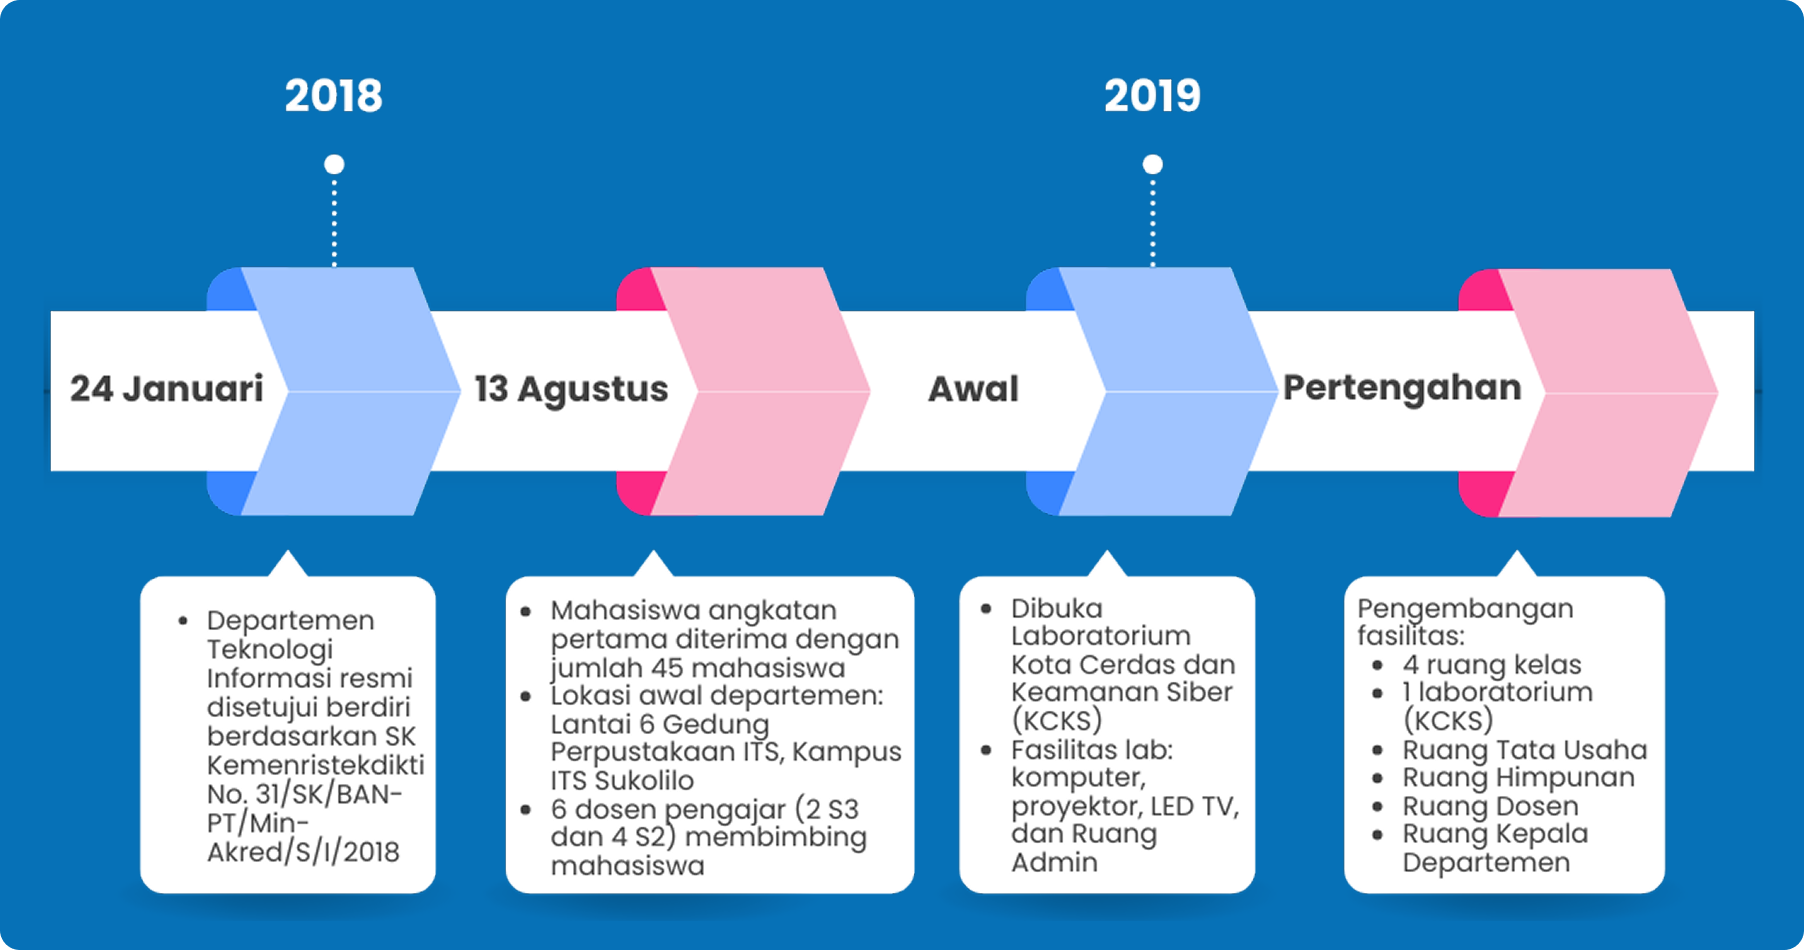 2018
2019
24 Januari
13 Agustus
Awal
Pertengahan
• Departemen
Teknologi
Informasi resmi
disetujui berdiri
berdasarkan SK
Kemenristekdikti
No. 31/SK/BAN-
PT/Min-
Akred/S/I/2018
• Mahasiswa angkatan
pertama diterima dengan
jumlah 45 mahasiswa
• Lokasi awal departemen:
Lantai 6 Gedung
Perpustakaan ITS, Kampus
ITS Sukolilo
• 6 dosen pengajar (2 S3
dan 4 S2) membimbing
mahasiswa
• Dibuka
Laboratorium
Kota Cerdas dan
Keamanan Siber
(KCKS)
• Fasilitas lab:
komputer,
proyektor, LED TV,
dan Ruang
Admin
Pengembangan
fasilitas:
• 4 ruang kelas
• 1 laboratorium
(KCKS)
• Ruang Tata Usaha
• Ruang Himpunan
• Ruang Dosen
• Ruang Kepala
Departemen